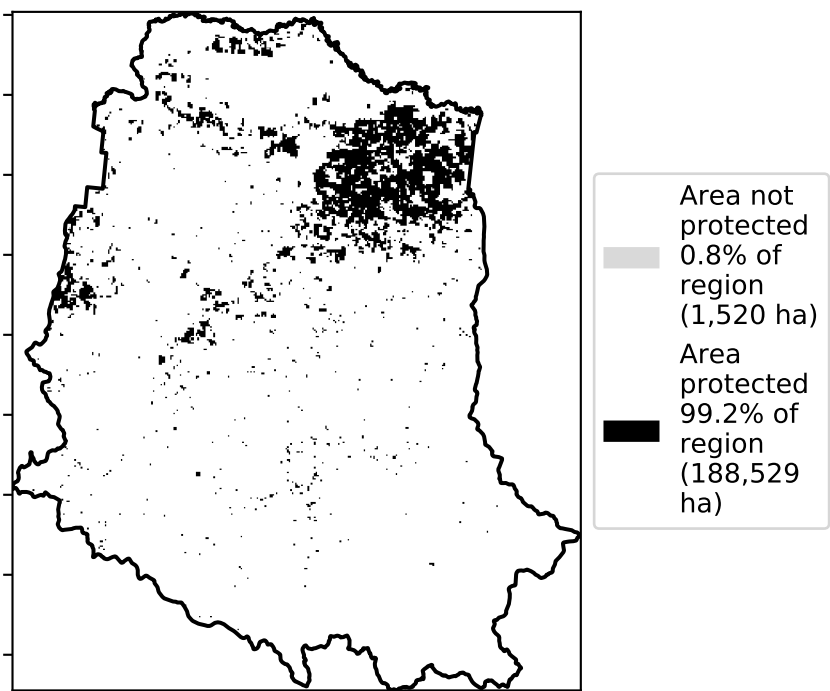 Area not
protected
0.8% of
region
(1,520 ha)
Area
protected
99.2% of
region
(188,529
ha)